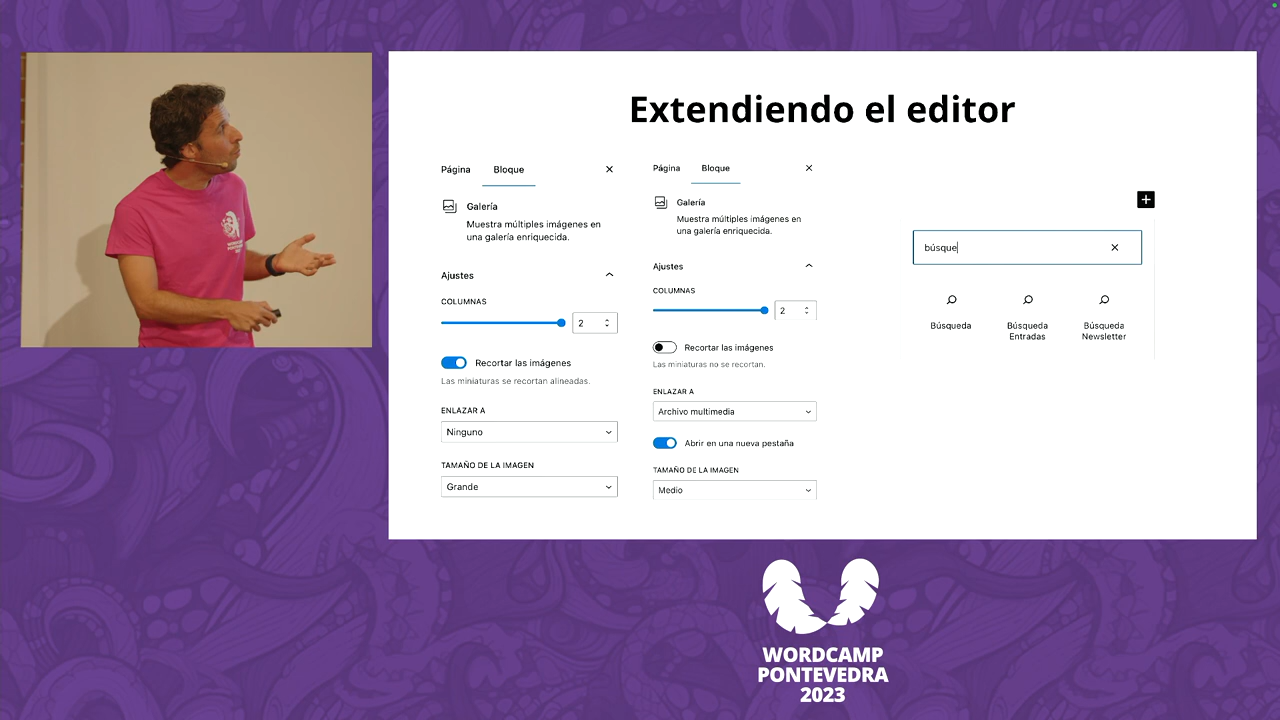 Extendiendo el editor
Página Bloque
Galería
Muestra múltiples imágenes en
una galería enriquecida.
Ajustes
COLUMNAS
2
Recortar las imágenes
Las miniaturas se recortan alineadas.
ENLAZAR A
Ninguno
TAMAÑO DE LA IMAGEN
Grande
Página Bloque
Galería
Muestra múltiples imágenes en
una galería enriquecida.
Ajustes
COLUMNAS
2
Recortar las imágenes
Las miniaturas no se recortan.
ENLAZAR A
Archivo multimedia
Abrir en una nueva pestaña
TAMAÑO DE LA IMAGEN
Medio
búsque
Búsqueda
Búsqueda
Entradas
Búsqueda
Newsletter
WORDCAMP
PONTEVEDRA
2023